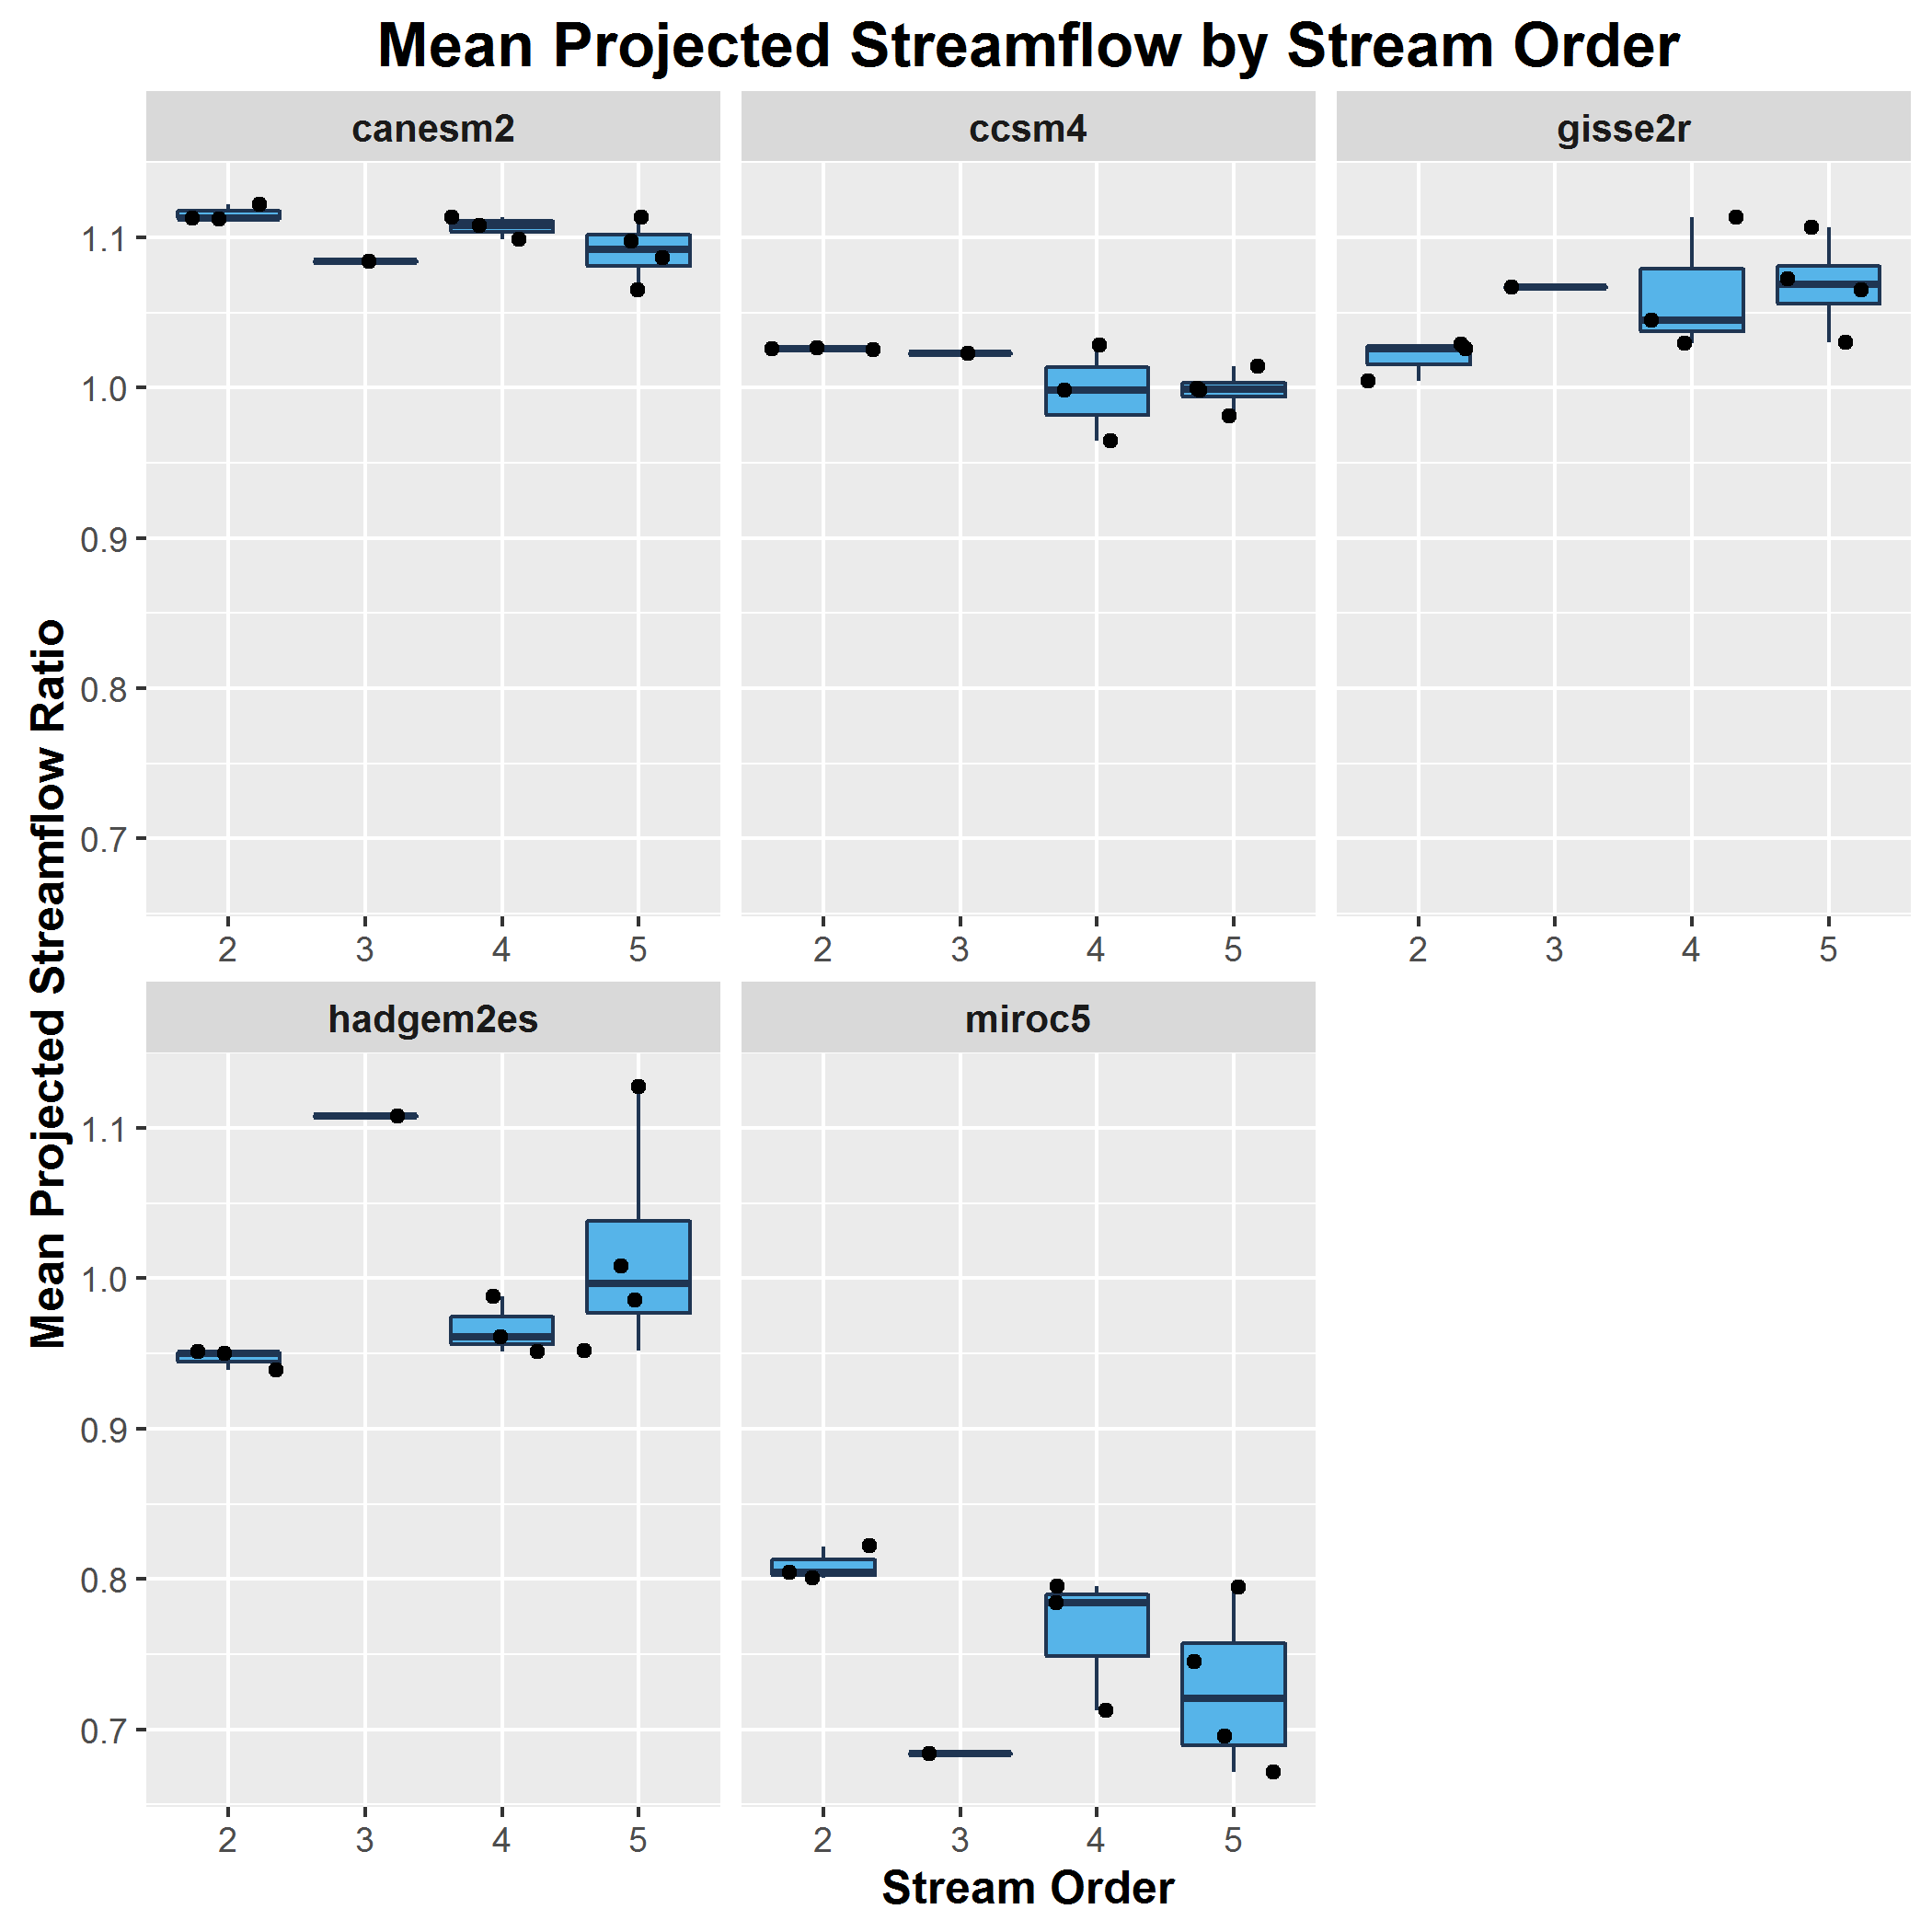 Mean Projected Streamflow by Stream Order
canesm2 ccsm4 gisse2r
Mean Projected Streamflow Ratio
1.1
1.0
0.9
0.8
0.7
2 3 4 5 2 3 4 5 2 3 4 5
hadgem2es miroc5
1.1
1.0
0.9
0.8
0.7
2 3 4 5 2 3 4 5
Stream Order